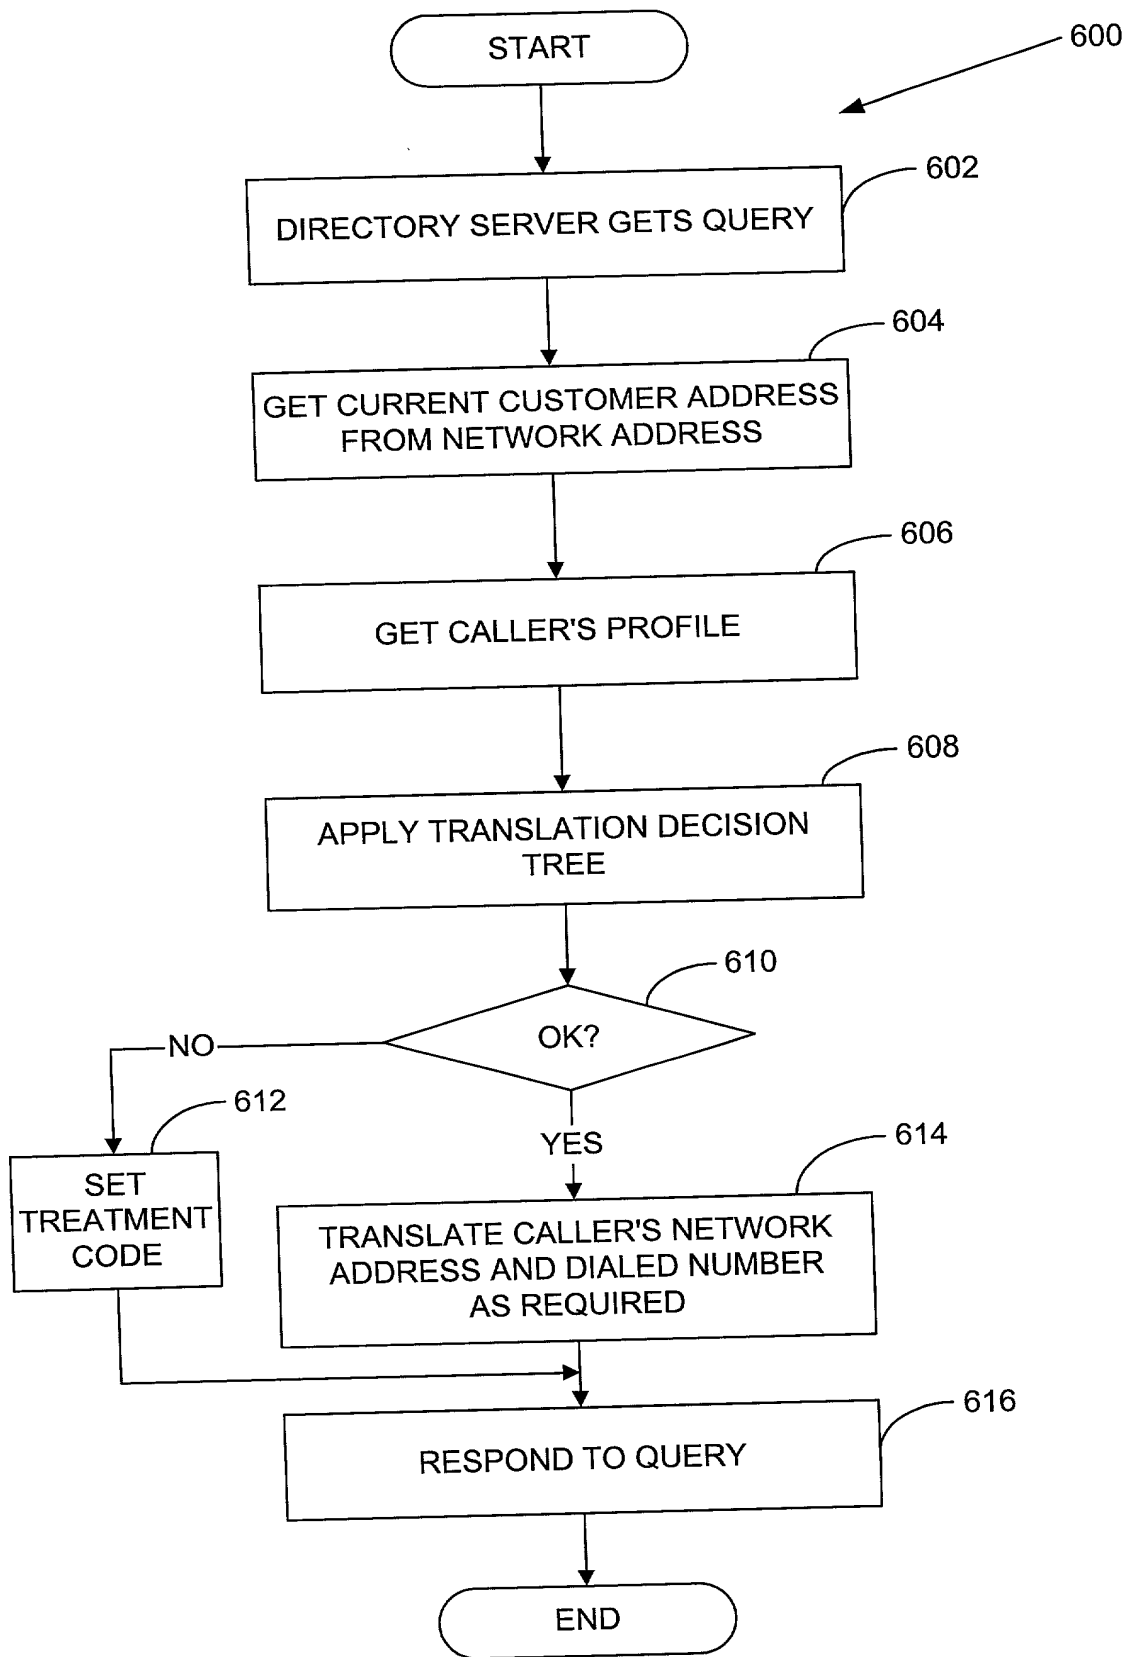 START
600
602
DIRECTORY SERVER GETS QUERY
604
GET CURRENT CUSTOMER ADDRESS
FROM NETWORK ADDRESS
606
GET CALLER'S PROFILE
608
APPLY TRANSLATION DECISION
TREE
610
OK?
NO
612
YES
614
SET
TREATMENT
CODE
TRANSLATE CALLER'S NETWORK
ADDRESS AND DIALED NUMBER
AS REQUIRED
616
RESPOND TO QUERY
END